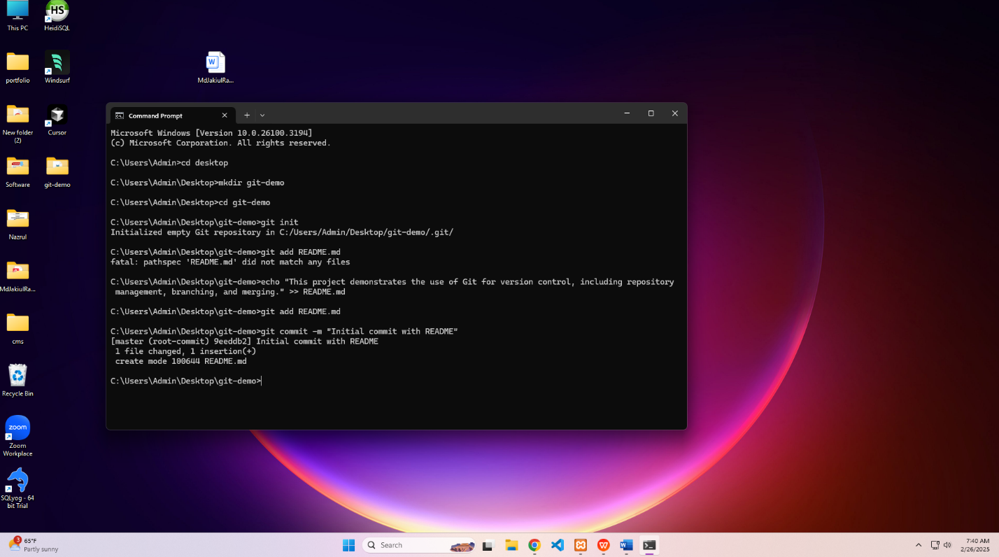 This PC
HeidiSQL
HS
portfolio
Windsurf
W
MdJakiulRa...
New folder
(2)
Cursor
Software
git-demo
Nazrul
MdJakiulRa...
cms
Recycle Bin
zoom
Zoom
Workplace
SQLyog - 64
bit Trial
Command Prompt
Microsoft Windows [Version 10.0.26100.3194]
(c) Microsoft Corporation. All rights reserved.
C:\Users\Admin>cd desktop
C:\Users\Admin\Desktop>mkdir git-demo
C:\Users\Admin\Desktop>cd git-demo
C:\Users\Admin\Desktop\git-demo>git init
Initialized empty Git repository in C:/Users/Admin/Desktop/git-demo/.git/
C:\Users\Admin\Desktop\git-demo>git add README.md
fatal: pathspec 'README.md' did not match any files
C:\Users\Admin\Desktop\git-demo>echo "This project demonstrates the use of Git for version control, including repository
management, branching, and merging." >> README.md
C:\Users\Admin\Desktop\git-demo>git add README.md
C:\Users\Admin\Desktop\git-demo>git commit -m "Initial commit with README"
[master (root-commit) 9eeddb2] Initial commit with README
1 file changed, 1 insertion(+)
create mode 100644 README.md
C:\Users\Admin\Desktop\git-demo>
3
65°F
Partly sunny
Search
7:40 AM
2/26/2025